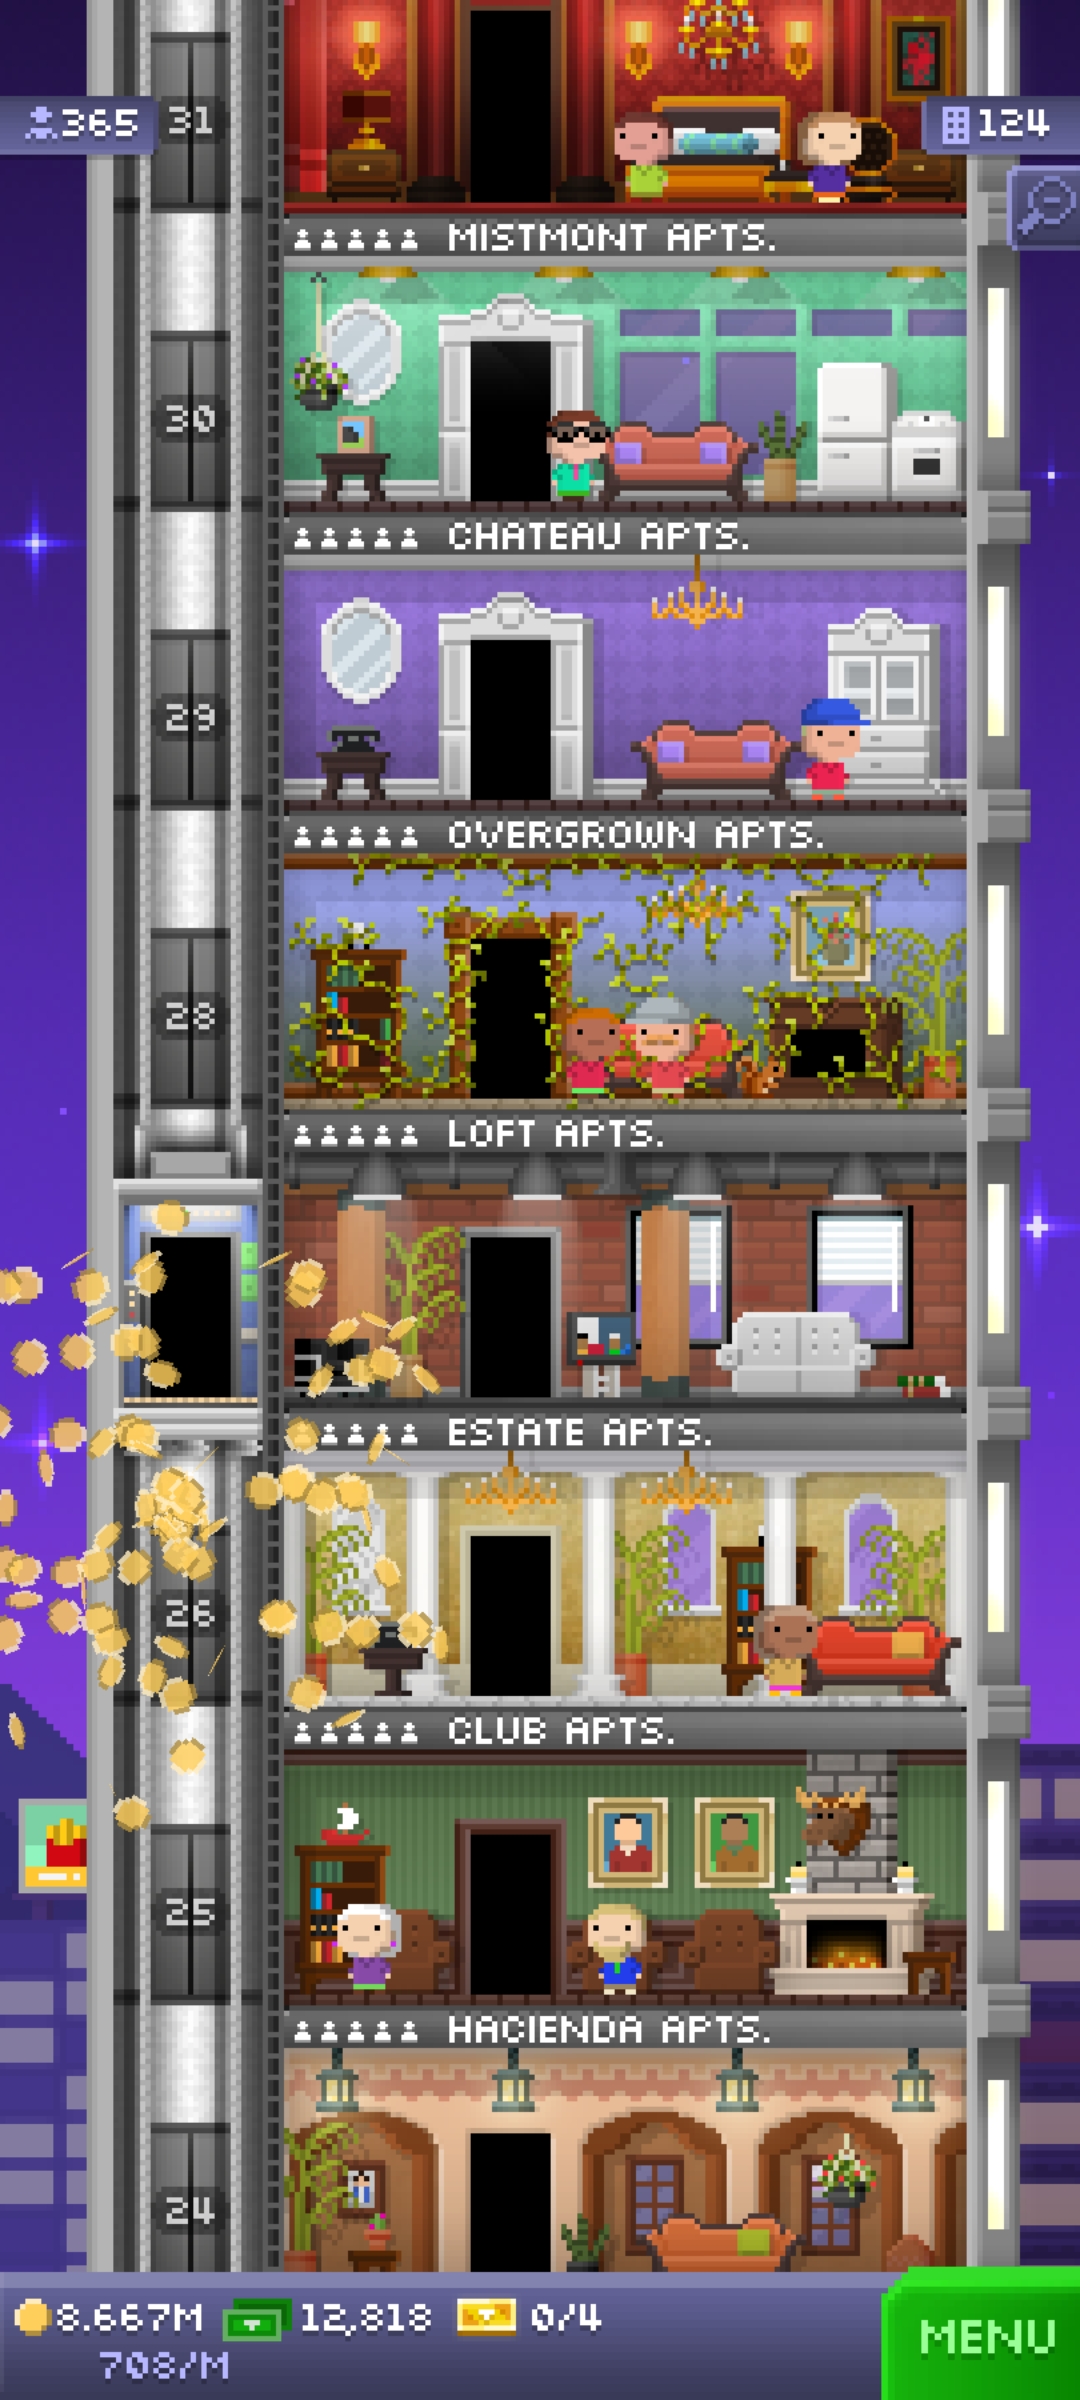 365
31
124
MISTMONT APTS.
30
CHATEAU APTS.
29
OVERGROWN APTS.
28
LOFT APTS.
ESTATE APTS.
26
CLUB APTS.
25
HACIENDA APTS.
24
8.667M
12,818
0/4
MENU
708/M